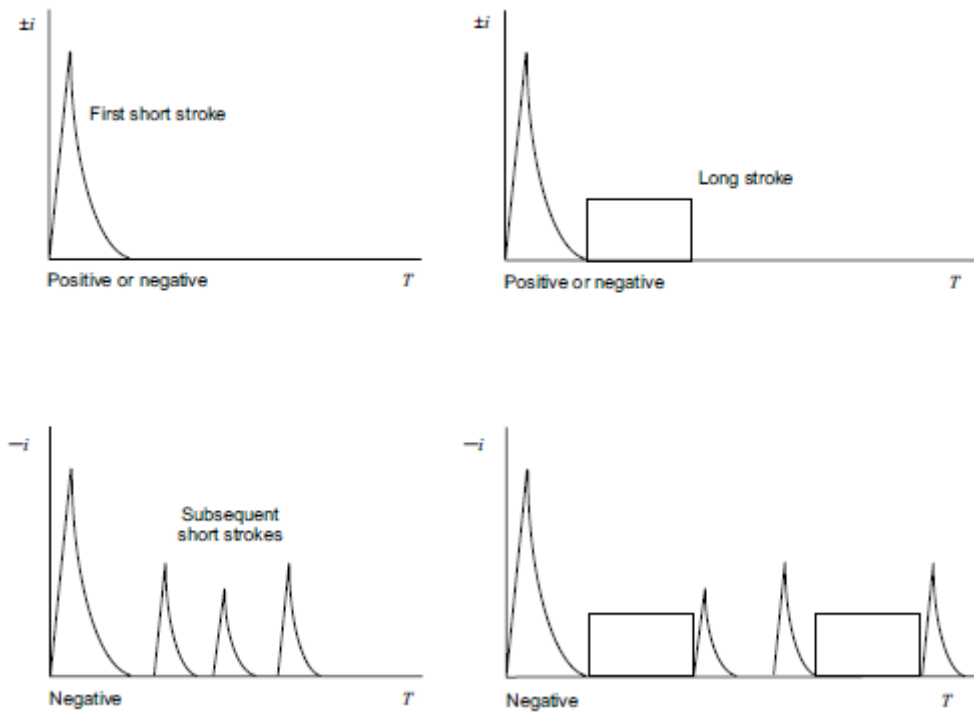 ±i
First short stroke
Positive or negative
T
±i
Long stroke
Positive or negative
T
−i
Subsequent
short strokes
Negative
T
−i
Negative
T